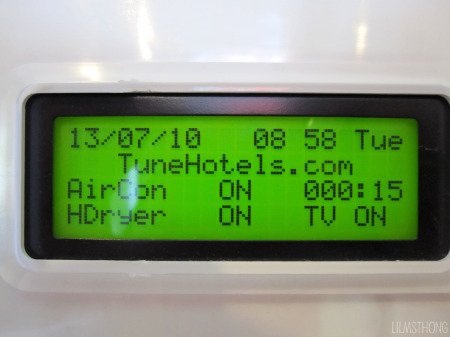 13/07/10 08 58 Tue
TuneHotels.com
AirCon ON 000:15
HDryer ON TV ON
LILMSTHONG